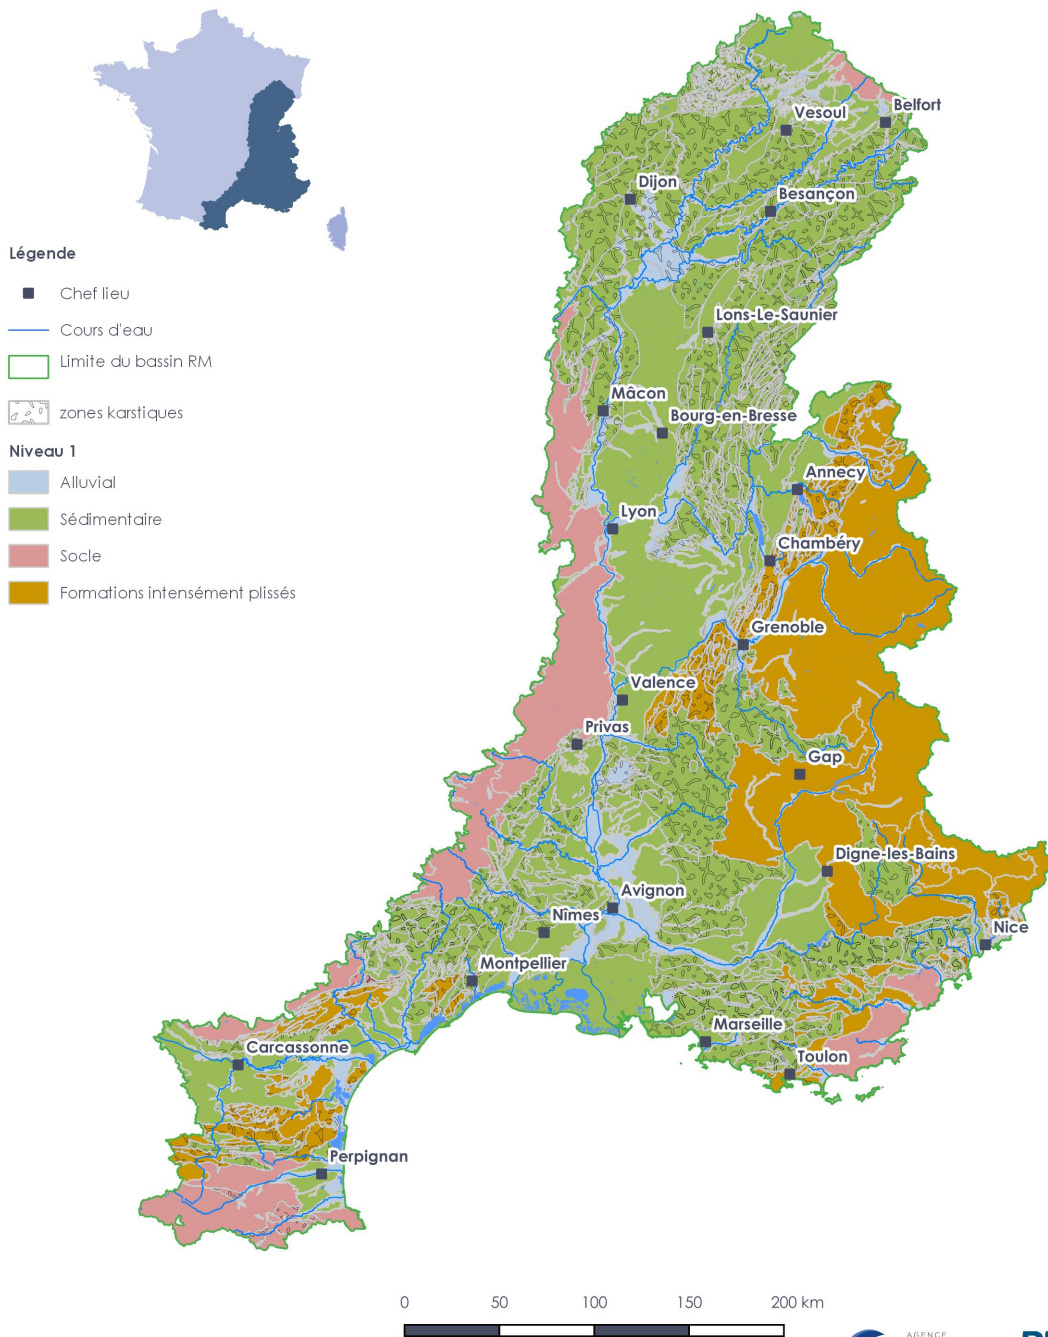 Légende
Chef lieu
Cours d'eau
Limite du bassin RM
zones karstiques
Niveau 1
Alluvial
Sédimentaire
Socle
Formations intensément plissés
Belfort
Vesoul
Dijon
Besançon
Lons-Le-Saunier
Mâcon
Bourg-en-Bresse
Annecy
Lyon
Chambéry
Grenoble
Valence
Privas
Gap
Digne-les-Bains
Avignon
Nîmes
Nice
Montpellier
Marseille
Carcassonne
Toulon
Perpignan
0 50 100 150 200 km
AGENCE